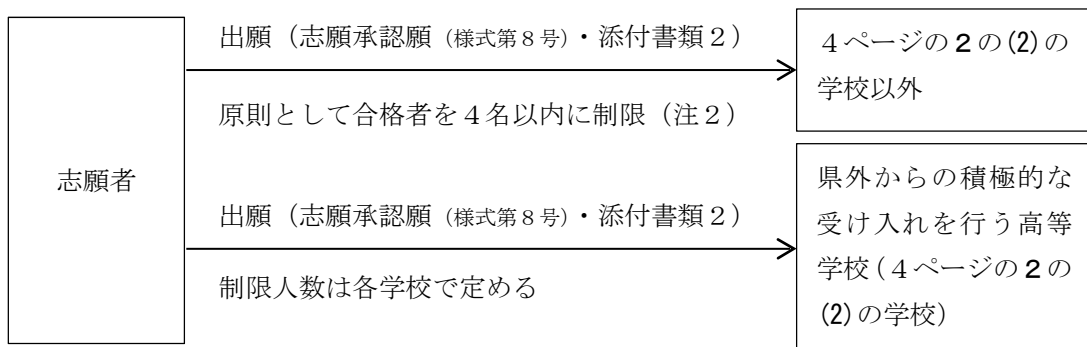 志願者
出願（志願承認願（様式第８号）・添付書類２）
原則として合格者を４名以内に制限（注２）
４ページの２の(2)の
学校以外
出願（志願承認願（様式第８号）・添付書類２）
制限人数は各学校で定める
県外からの積極的な
受け入れを行う高等
学校（４ページの２の
(2)の学校）